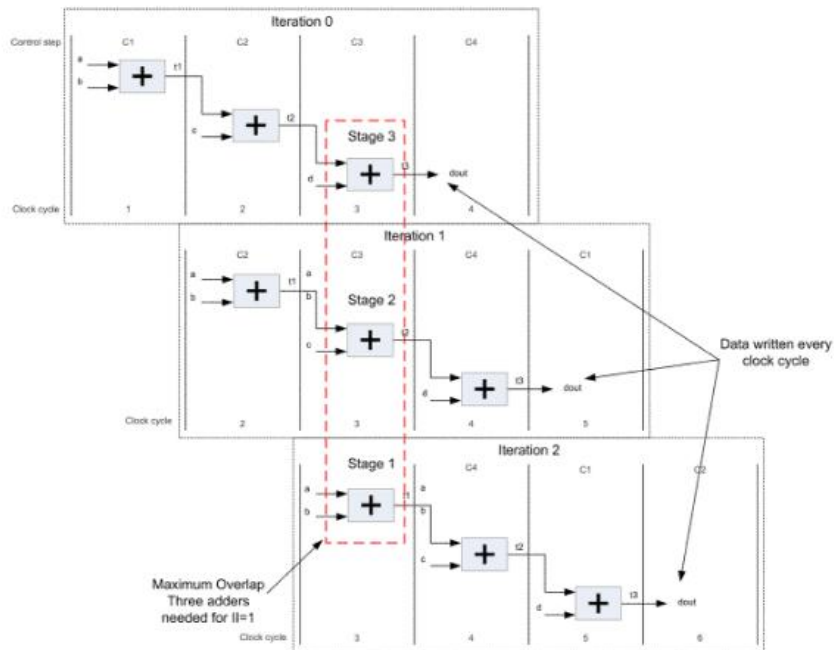 Iteration 0
Control step C1 C2 C3 C4
a
b
+
t1
c
+
t2
Stage 3
d
+
t3
dout
Clock cycle 1 2 3 4
Iteration 1
C2 C3 C4 C1
a
b
+
t1
a
b
Stage 2
c
+
t2
d
+
t3
dout
Data written every
clock cycle
Clock cycle 2 3 4 5
Iteration 2
Stage 1
C4 C1 C2
a
b
+
t
a
b
c
+
t2
d
+
t3
dout
Maximum Overlap
Three adders
needed for II=1
Clock cycle 3 4 5 6